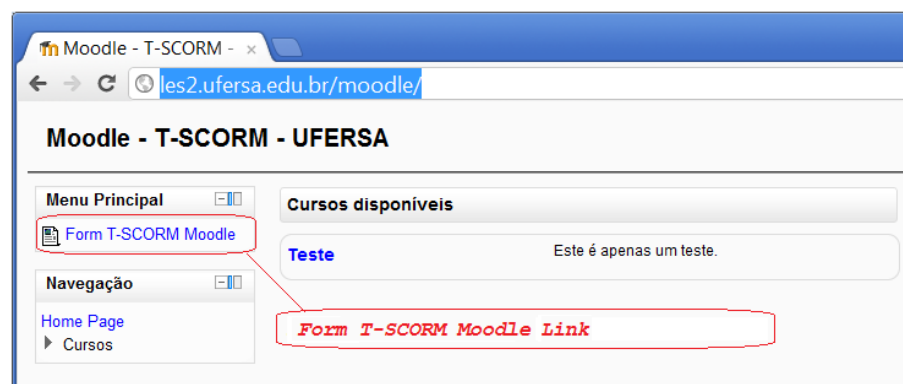 Moodle - T-SCORM -
les2.ufersa.edu.br/moodle/
Moodle - T-SCORM - UFERSA
Menu Principal
Form T-SCORM Moodle
Navegação
Home Page
Cursos
Cursos disponíveis
Teste Este é apenas um teste.
Form T-SCORM Moodle Link